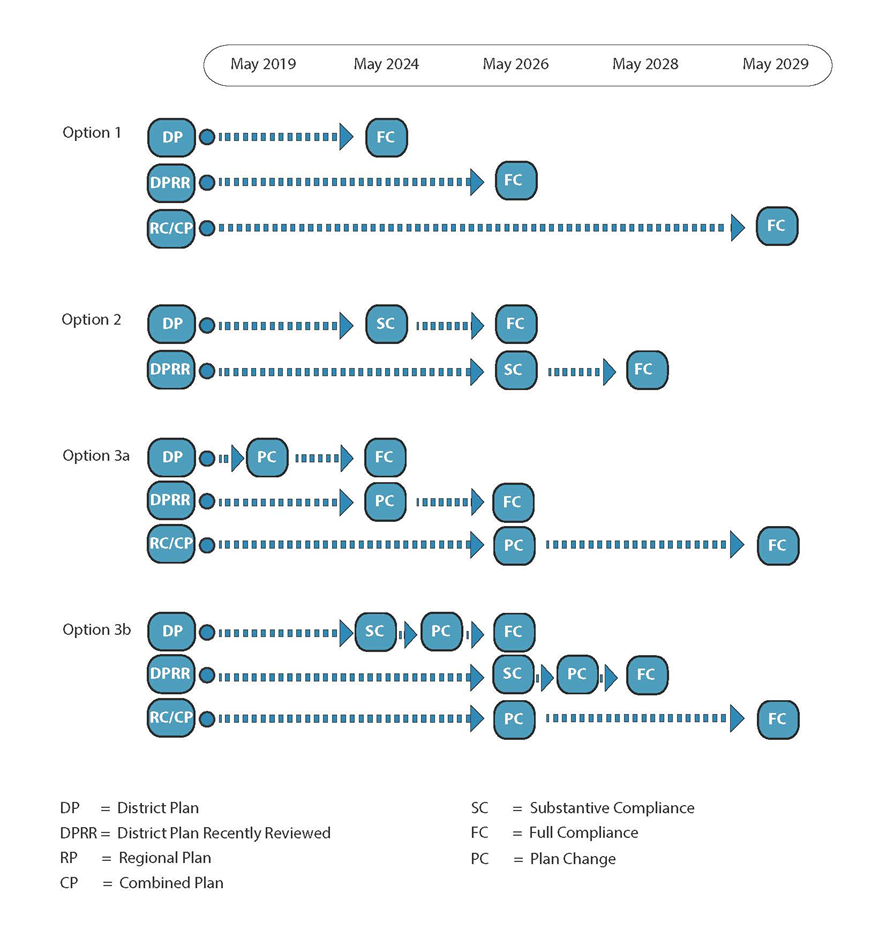 May 2019 May 2024 May 2026 May 2028 May 2029
Option 1 DP FC
DPRR FC
RC/CP FC
Option 2 DP SC FC
DPRR SC FC
Option 3a DP PC FC
DPRR PC FC
RC/CP PC FC
Option 3b DP SC PC FC
DPRR SC PC FC
RC/CP PC FC
DP = District Plan
DPRR = District Plan Recently Reviewed
RP = Regional Plan
CP = Combined Plan
SC = Substantive Compliance
FC = Full Compliance
PC = Plan Change